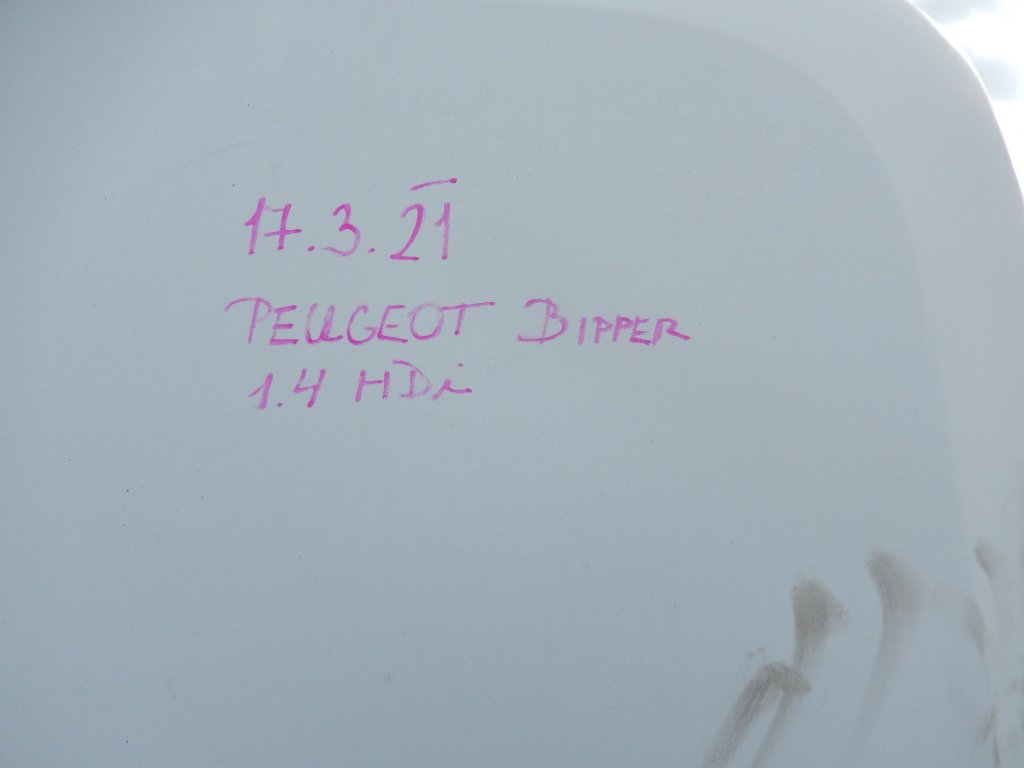 17.3.21
PEUGEOT BIPPER
1.4 HDi